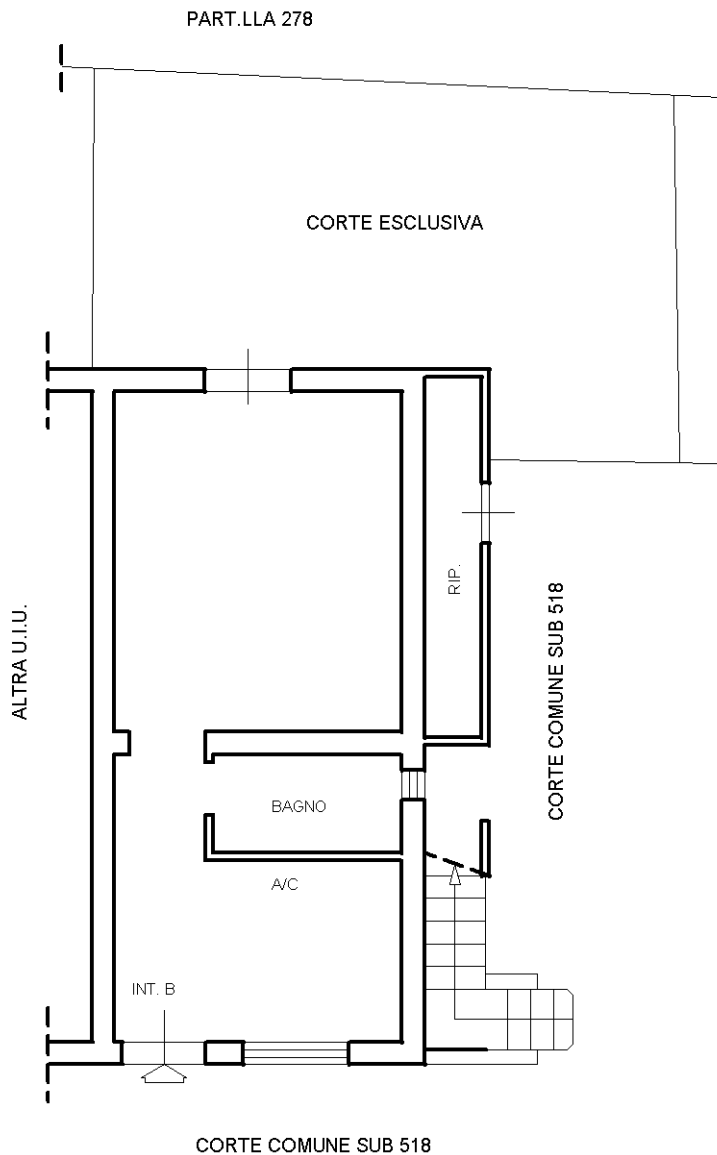 PART.LLA 278
CORTE ESCLUSIVA
RIP.
ALTRA U.I.U.
CORTE COMUNE SUB 518
BAGNO
A/C
INT. B
CORTE COMUNE SUB 518